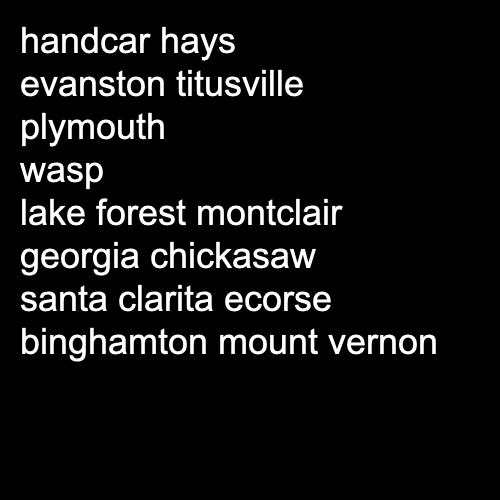 handcar hays
evanston titusville
plymouth
wasp
lake forest montclair
georgia chickasaw
santa clarita ecorse
binghamton mount vernon